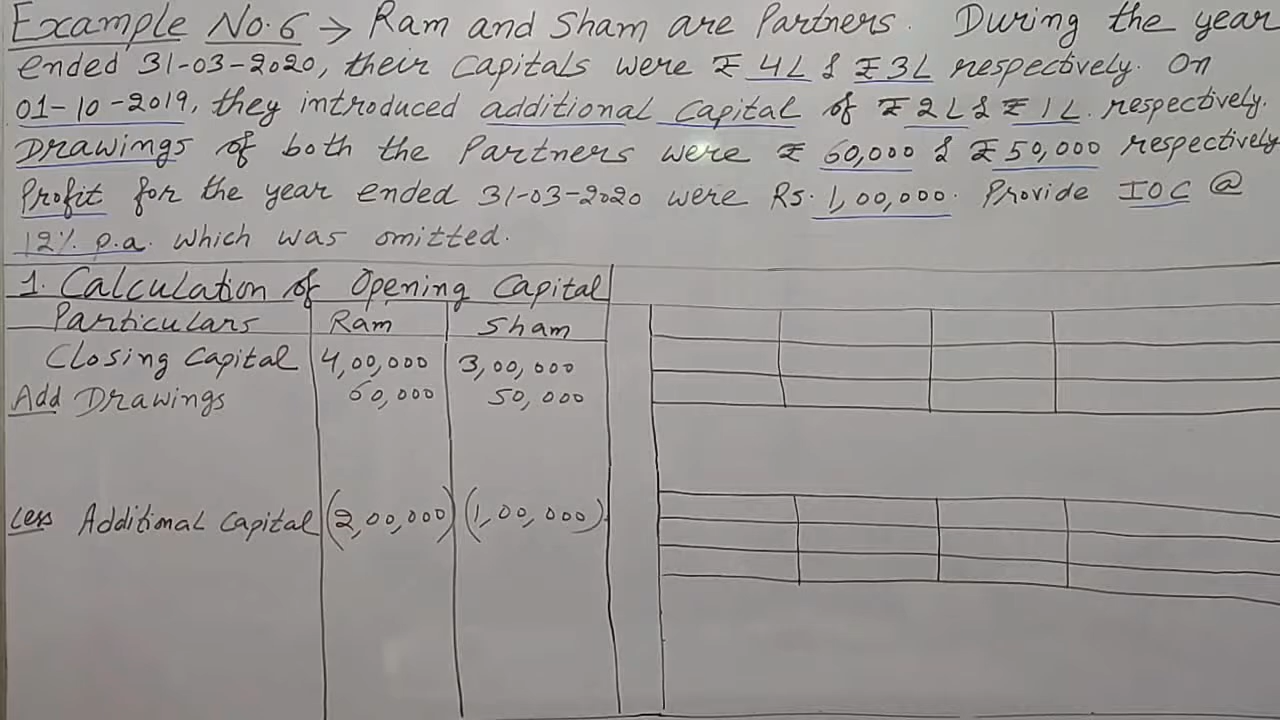 Example No.6 → Ram and Sham are Partners. During the year
ended 31-03-2020, their Capitals were ₹ 4L & ₹ 3L respectively. On
01-10-2019, they introduced additional Capital of ₹ 2L & ₹ 1L. respectively.
Drawings of both the Partners were ₹ 60,000 & ₹ 50,000 respectively
Profit for the year ended 31-03-2020 were Rs. 1,00,000. Provide IOC @
12% p.a. which was omitted.
1. Calculation of Opening Capital
Particulars Ram Sham
Closing Capital 4,00,000 3,00,000
Add Drawings 60,000 50,000
Less Additional Capital (2,00,000) (1,00,000)